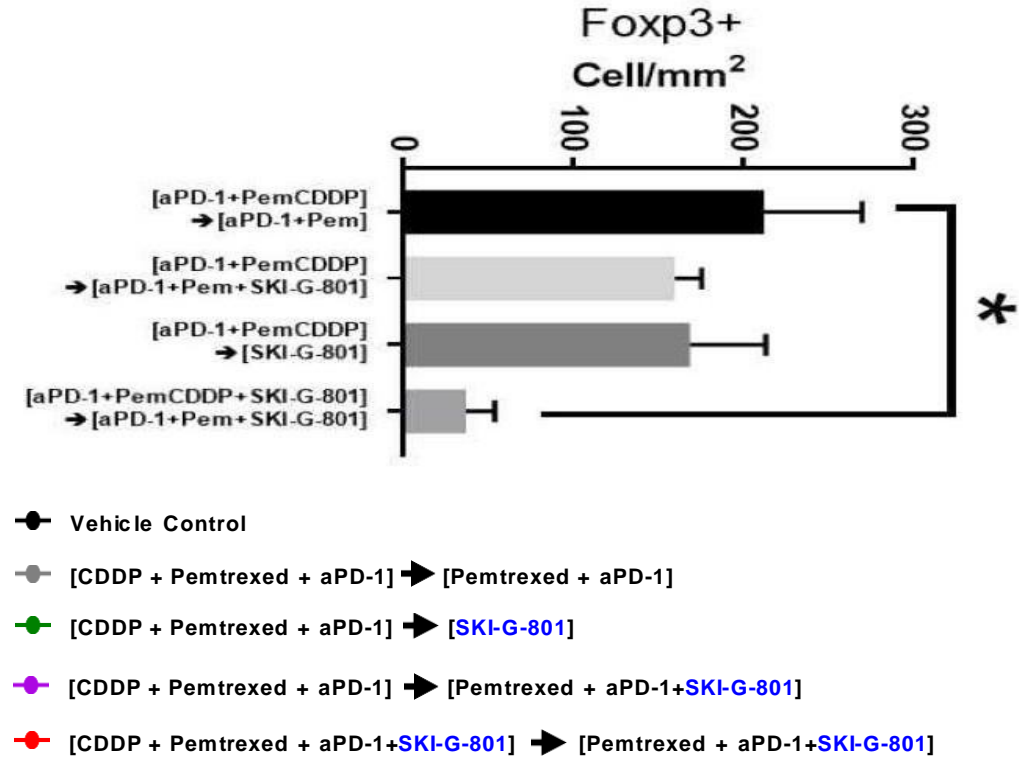 Foxp3+
Cell/mm²
0 100 200 300
[aPD-1+PemCDDP]
➔[aPD-1+Pem]
[aPD-1+PemCDDP]
➔[aPD-1+Pem+SKI-G-801]
[aPD-1+PemCDDP]
➔[SKI-G-801]
[aPD-1+PemCDDP+SKI-G-801]
➔[aPD-1+Pem+SKI-G-801]
*
Vehicle Control
[CDDP + Pemtrexed + aPD-1] ➔ [Pemtrexed + aPD-1]
[CDDP + Pemtrexed + aPD-1] ➔ [SKI-G-801]
[CDDP + Pemtrexed + aPD-1] ➔ [Pemtrexed + aPD-1+SKI-G-801]
[CDDP + Pemtrexed + aPD-1+SKI-G-801] ➔ [Pemtrexed + aPD-1+SKI-G-801]